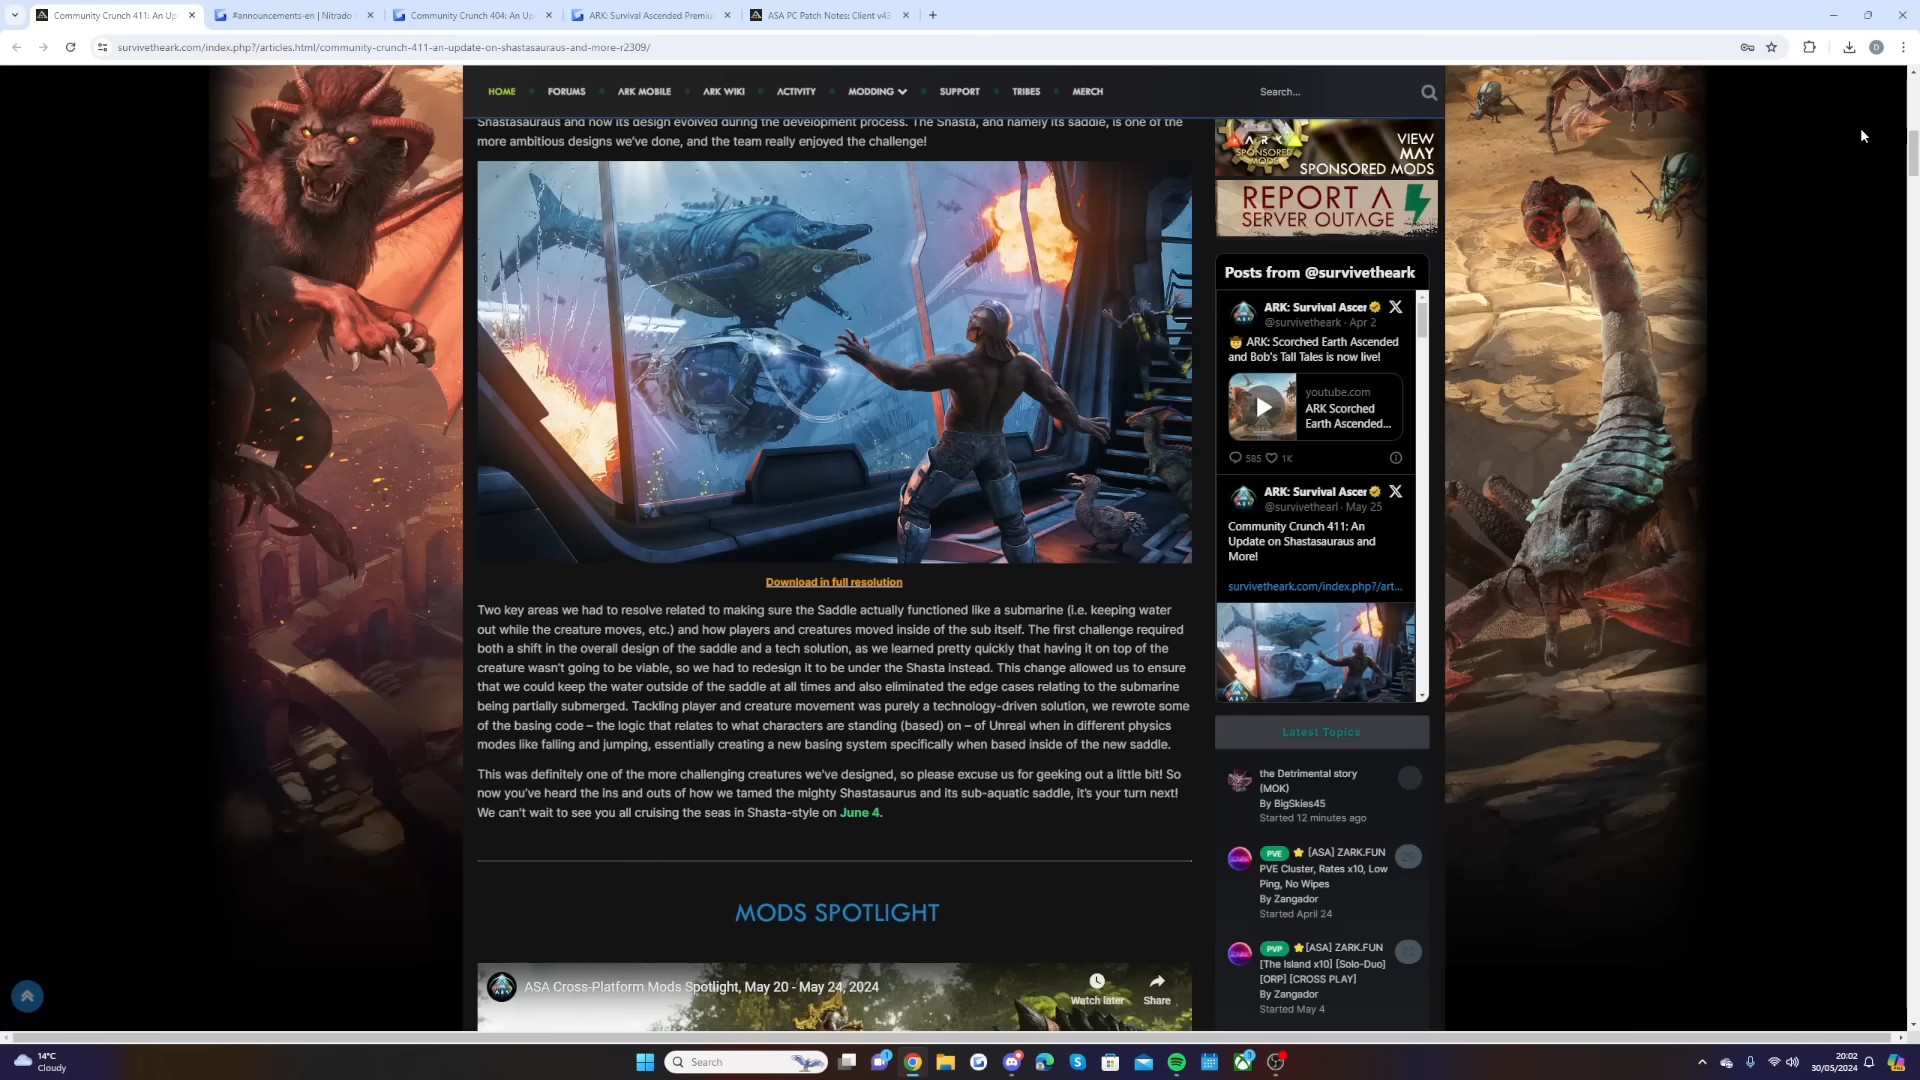 Community Crunch 411: An Up
#announcements-en | Nitrado
Community Crunch 404: An Up
ARK: Survival Ascended Premiu
ASA PC Patch Notes: Client v43
survivetheark.com/index.php?/articles.html/community-crunch-411-an-update-on-shastasauraus-and-more-r2309/
D
HOME
FORUMS
ARK MOBILE
ARK WIKI
ACTIVITY
MODDING
SUPPORT
TRIBES
MERCH
Search...
Shastasauraus and how its design evolved during the development process. The Shasta, and namely its saddle, is one of the
more ambitious designs we've done, and the team really enjoyed the challenge!
Download in full resolution
Two key areas we had to resolve related to making sure the Saddle actually functioned like a submarine (i.e. keeping water
out while the creature moves, etc.) and how players and creatures moved inside of the sub itself. The first challenge required
both a shift in the overall design of the saddle and a tech solution, as we learned pretty quickly that having it on top of the
creature wasn't going to be viable, so we had to redesign it to be under the Shasta instead. This change allowed us to ensure
that we could keep the water outside of the saddle at all times and also eliminated the edge cases relating to the submarine
being partially submerged. Tackling player and creature movement was purely a technology-driven solution, we rewrote some
of the basing code – the logic that relates to what characters are standing (based) on – of Unreal when in different physics
modes like falling and jumping, essentially creating a new basing system specifically when based inside of the new saddle.
This was definitely one of the more challenging creatures we've designed, so please excuse us for geeking out a little bit! So
now you've heard the ins and outs of how we tamed the mighty Shastasaurus and its sub-aquatic saddle, it's your turn next!
We can't wait to see you all cruising the seas in Shasta-style on June 4.
MODS SPOTLIGHT
ASA Cross-Platform Mods Spotlight, May 20 - May 24, 2024
Watch later
Share
ARK
SPONSORED
MODS
VIEW
MAY
SPONSORED MODS
REPORT A
SERVER OUTAGE
Posts from @survivetheark
ARK: Survival Ascer
@survivetheark · Apr 2
🤠 ARK: Scorched Earth Ascended
and Bob's Tall Tales is now live!
youtube.com
ARK Scorched
Earth Ascended...
585
1K
ARK: Survival Ascer
@survivethearl · May 25
Community Crunch 411: An
Update on Shastasauraus and
More!
survivetheark.com/index.php?/art...
Latest Topics
the Detrimental story
(MOK)
By BigSkies45
Started 12 minutes ago
PVE ⭐ [ASA] ZARK.FUN
PVE Cluster, Rates x10, Low
Ping, No Wipes
By Zangador
Started April 24
PVP ⭐[ASA] ZARK.FUN
[The Island x10] [Solo-Duo]
[ORP] [CROSS PLAY]
By Zangador
Started May 4
14°C
Cloudy
Search
20:02
30/05/2024